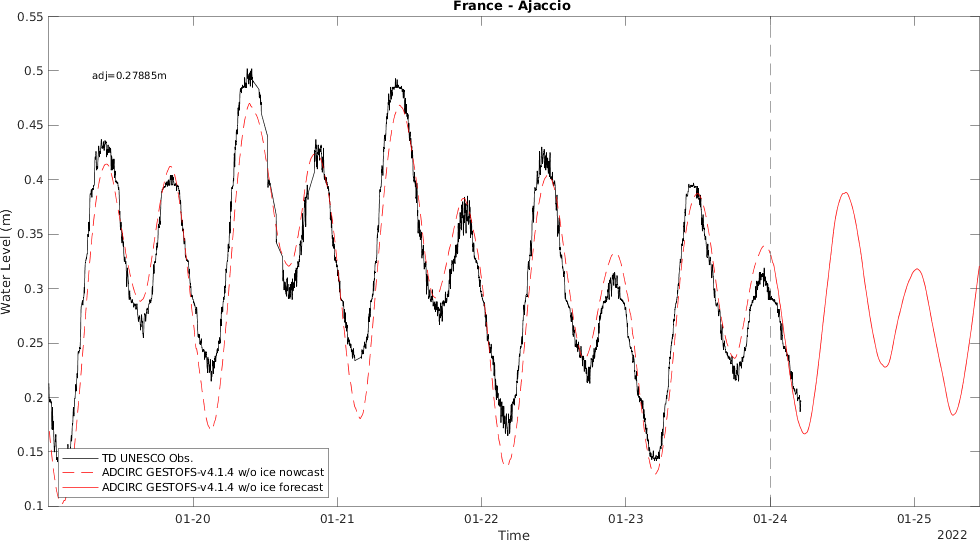 France - Ajaccio
adj=0.27885m
0.55
0.5
0.45
0.4
0.35
0.3
0.25
0.2
0.15
0.1
Water Level (m)
TD UNESCO Obs.
ADCIRC GESTOFS-v4.1.4 w/o ice nowcast
ADCIRC GESTOFS-v4.1.4 w/o ice forecast
01-20 01-21 01-22 01-23 01-24 01-25
Time
2022